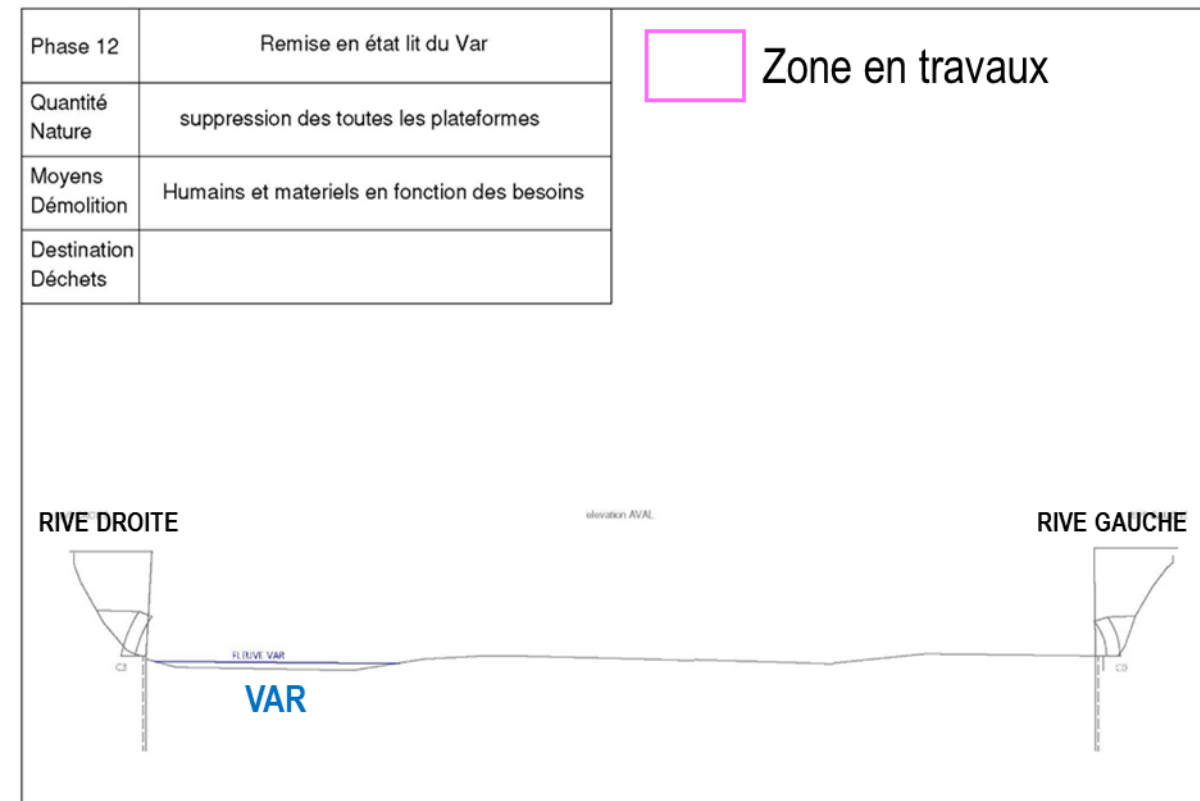 Phase 12
Remise en état lit du Var
Zone en travaux
Quantité
Nature
suppression des toutes les plateformes
Moyens
Démolition
Humains et materiels en fonction des besoins
Destination
Déchets
RIVE DROITE
elevation AVAL
RIVE GAUCHE
FLEUVE VAR
VAR